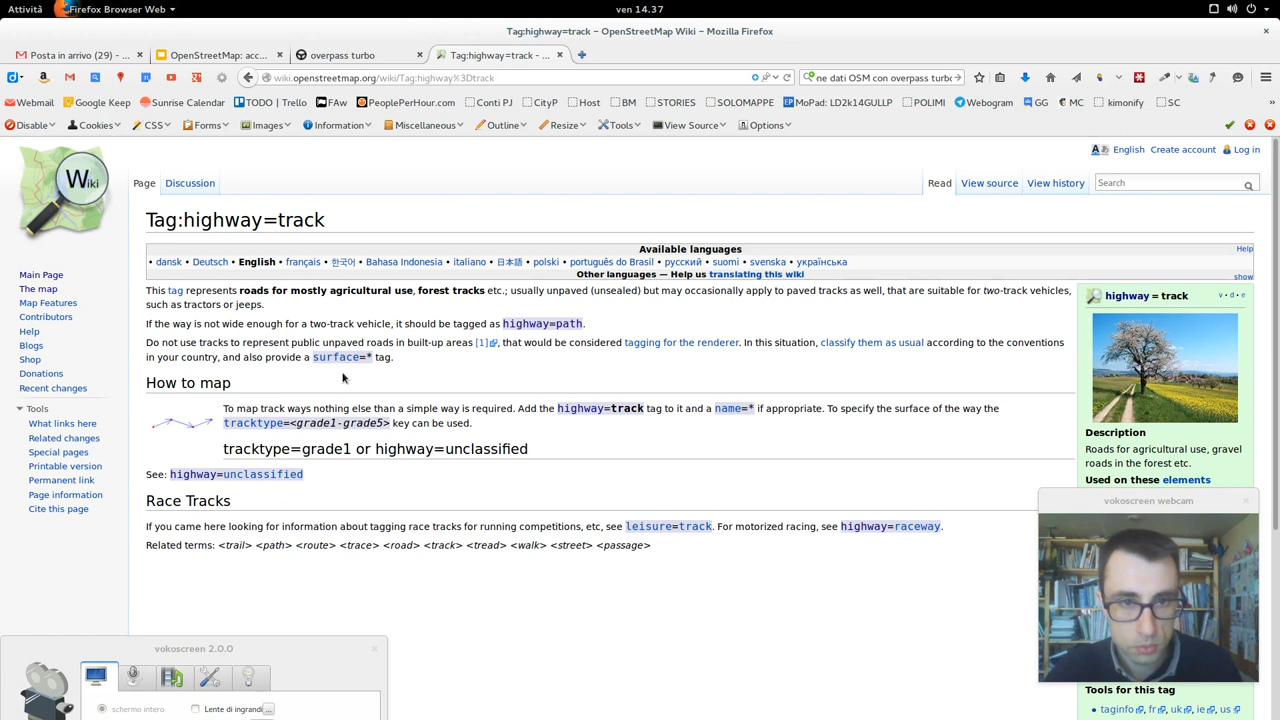 Attività Firefox Browser Web ven 14.37
Tag:highway=track – OpenStreetMap Wiki – Mozilla Firefox
Posta in arrivo (29) - ... OpenStreetMap: acc... overpass turbo Tag:highway=track - ...
wiki.openstreetmap.org/wiki/Tag:highway%3Dtrack ne dati OSM con overpass turbo
Webmail Google Keep Sunrise Calendar TODO | Trello FAw PeoplePerHour.com Conti PJ CityP Host BM STORIES SOLOMAPPE MoPad: LD2k14GULLP POLIMI Webogram GG MC kimonify SC
Disable Cookies CSS Forms Images Information Miscellaneous Outline Resize Tools View Source Options
English Create account Log in
Wiki
Page Discussion Read View source View history Search
Tag:highway=track
Available languages Help
• dansk • Deutsch • English • français • 한국어 • Bahasa Indonesia • italiano • 日本語 • polski • português do Brasil • русский • suomi • svenska • українська
Other languages — Help us translating this wiki show
This tag represents roads for mostly agricultural use, forest tracks etc.; usually unpaved (unsealed) but may occasionally apply to paved tracks as well, that are suitable for two-track vehicles,
such as tractors or jeeps.
If the way is not wide enough for a two-track vehicle, it should be tagged as highway=path.
Do not use tracks to represent public unpaved roads in built-up areas [1], that would be considered tagging for the renderer. In this situation, classify them as usual according to the conventions
in your country, and also provide a surface=* tag.
How to map
To map track ways nothing else than a simple way is required. Add the highway=track tag to it and a name=* if appropriate. To specify the surface of the way the
tracktype=<grade1-grade5> key can be used.
tracktype=grade1 or highway=unclassified
See: highway=unclassified
Race Tracks
If you came here looking for information about tagging race tracks for running competitions, etc, see leisure=track. For motorized racing, see highway=raceway.
Related terms: <trail> <path> <route> <trace> <road> <track> <tread> <walk> <street> <passage>
Main Page
The map
Map Features
Contributors
Help
Blogs
Shop
Donations
Recent changes
Tools
What links here
Related changes
Special pages
Printable version
Permanent link
Page information
Cite this page
highway = track v · d · e
Description
Roads for agricultural use, gravel
roads in the forest etc.
Used on these elements
vokoscreen webcam
Tools for this tag
• taginfo, fr, uk, ie, us
vokoscreen 2.0.0
schermo intero Lente di ingrandi ...